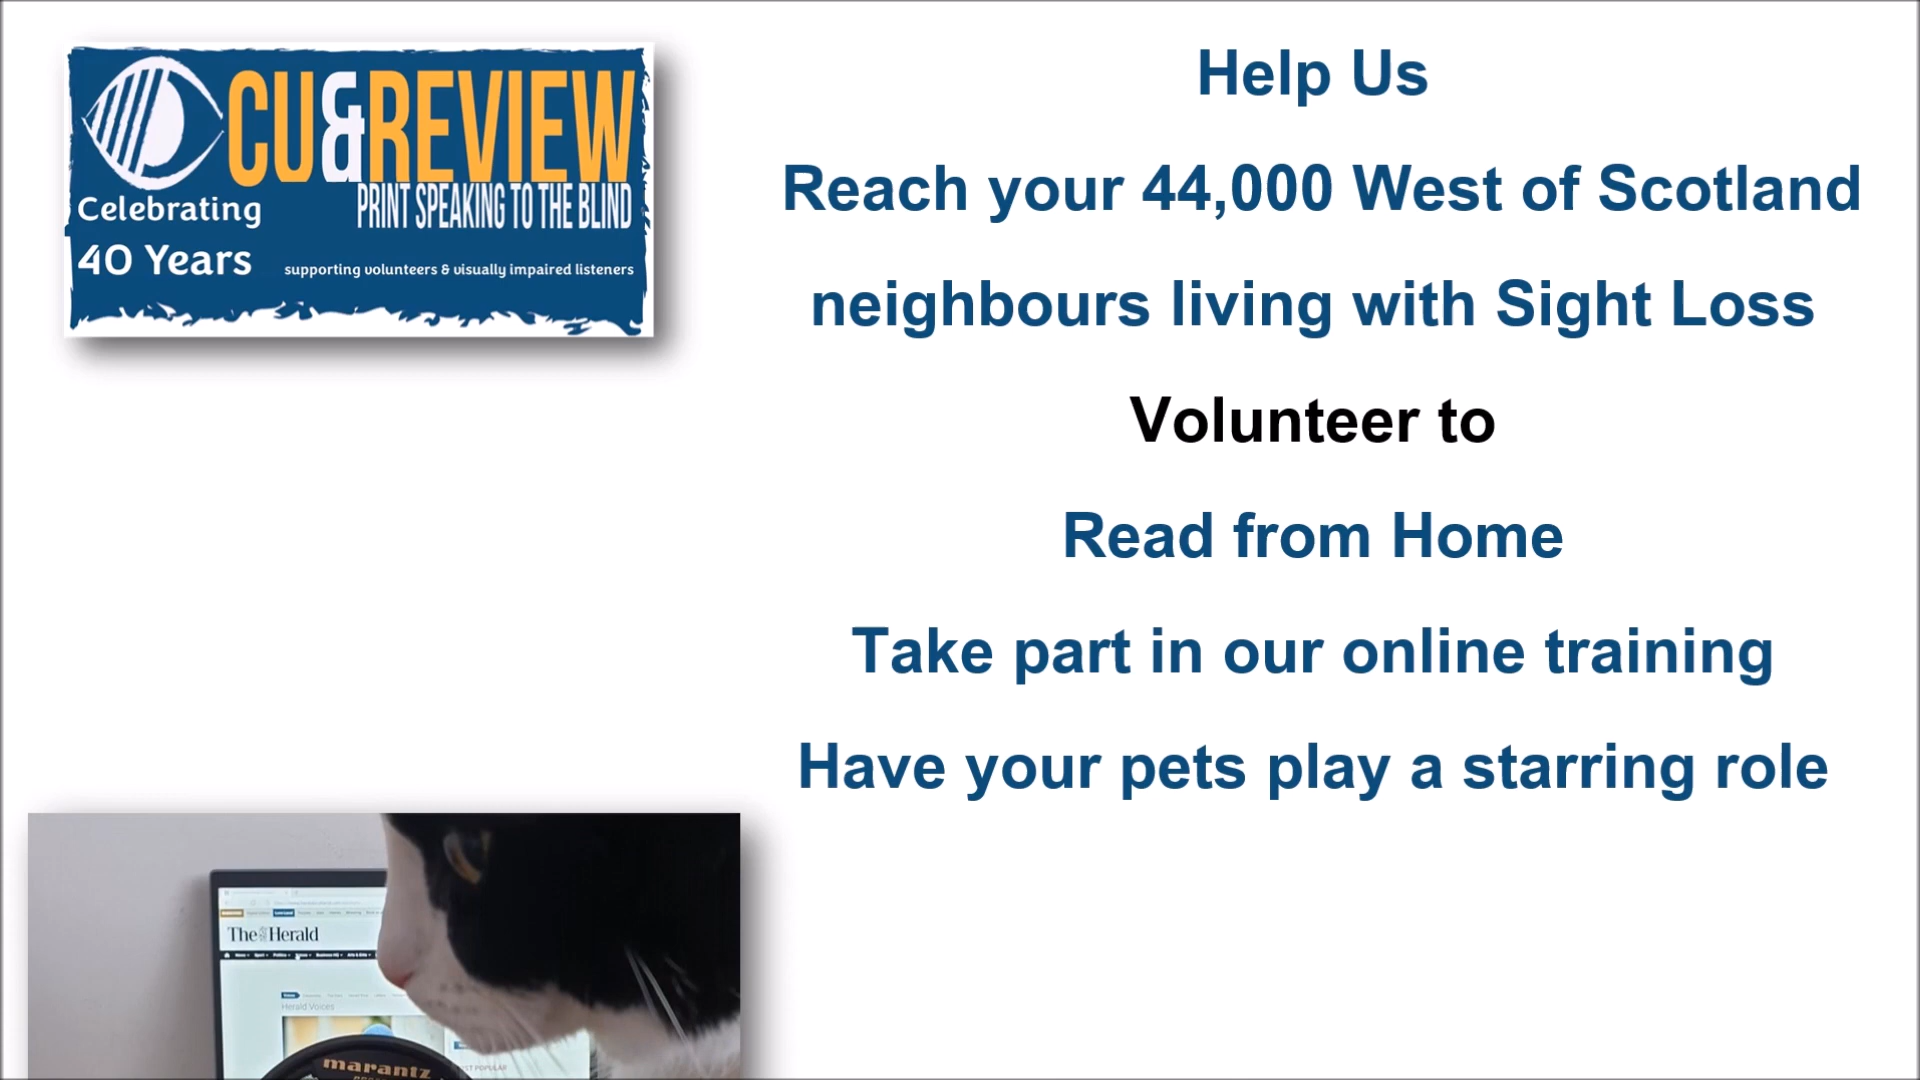 CU&REVIEW
PRINT SPEAKING TO THE BLIND
Celebrating
40 Years
supporting volunteers & visually impaired listeners
Help Us
Reach your 44,000 West of Scotland
neighbours living with Sight Loss
Volunteer to
Read from Home
Take part in our online training
Have your pets play a starring role
The Herald
Herald Voices
marantz